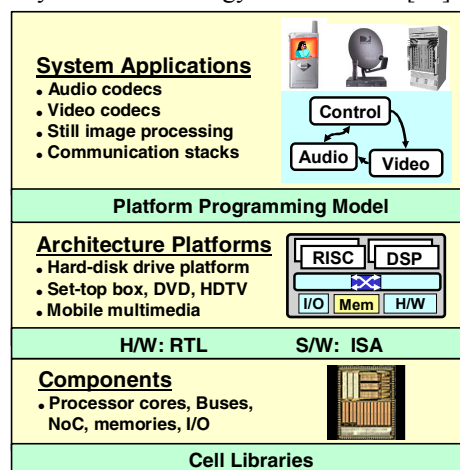 System Applications
• Audio codecs
• Video codecs
• Still image processing
• Communication stacks
Control
Audio
Video
Platform Programming Model
Architecture Platforms
• Hard-disk drive platform
• Set-top box, DVD, HDTV
• Mobile multimedia
RISC
DSP
I/O
Mem
H/W
H/W: RTL
S/W: ISA
Components
• Processor cores, Buses,
NoC, memories, I/O
Cell Libraries